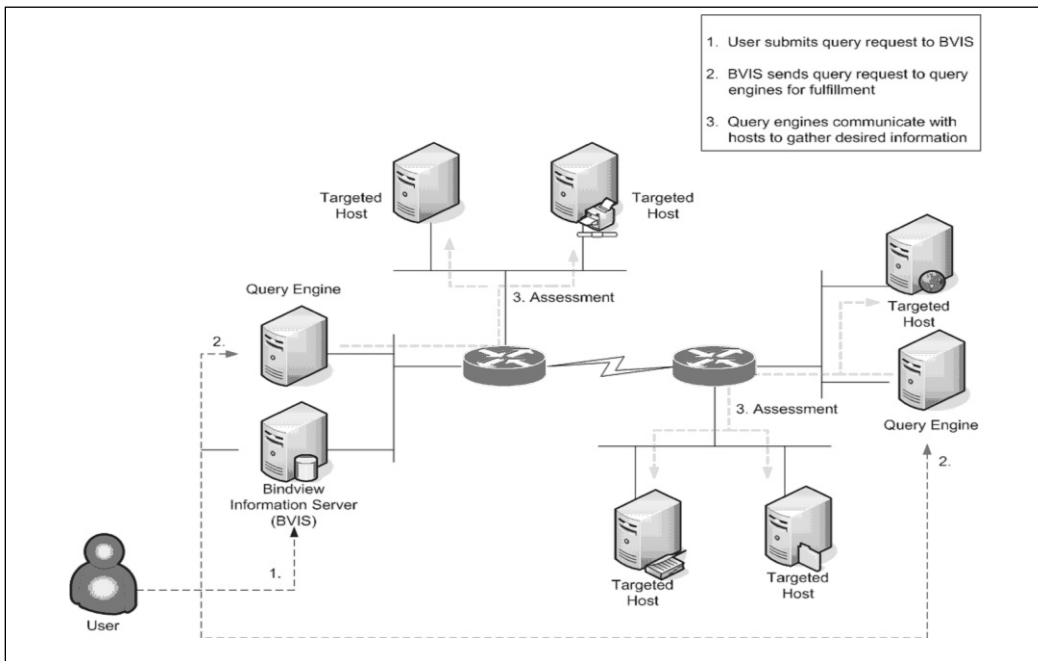 1. User submits query request to BVIS
2. BVIS sends query request to query
engines for fulfillment
3. Query engines communicate with
hosts to gather desired information
Targeted
Host
Targeted
Host
Query Engine
3. Assessment
Targeted
Host
2.
3. Assessment
Query Engine
2.
Bindview
Information Server
(BVIS)
Targeted
Host
Targeted
Host
1.
User